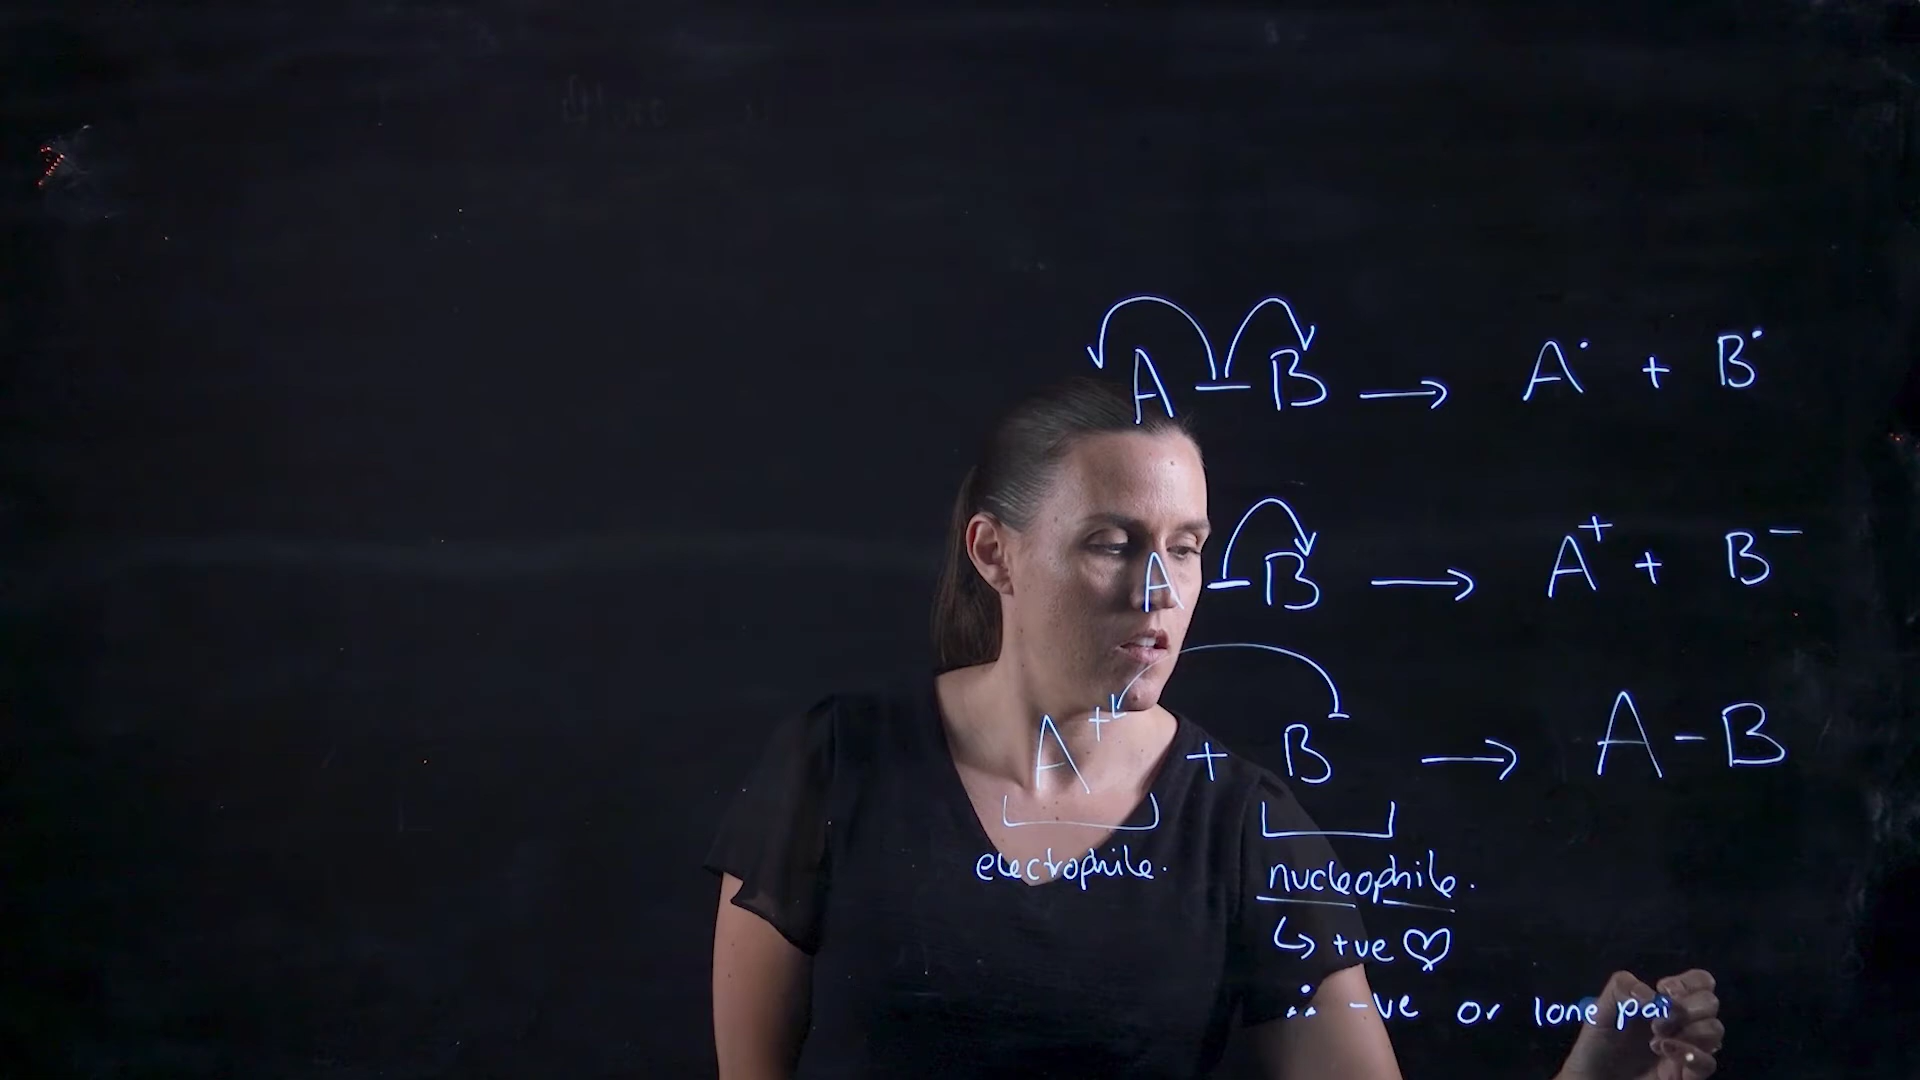 A – B → A· + B·
A – B → A⁺ + B⁻
A⁺ + B⁻ → A – B
electrophile. nucleophile.
↳ +ve ♡
∴ -ve or lone pai